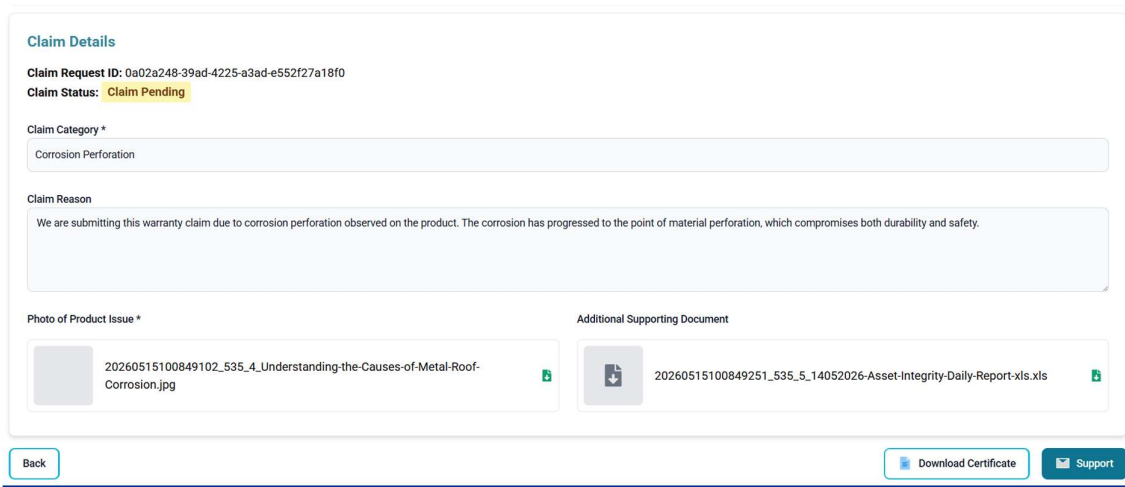 Claim Details
Claim Request ID: 0a02a248-39ad-4225-a3ad-e552f27a18f0
Claim Status: Claim Pending
Claim Category *
Corrosion Perforation
Claim Reason
We are submitting this warranty claim due to corrosion perforation observed on the product. The corrosion has progressed to the point of material perforation, which compromises both durability and safety.
Photo of Product Issue *
20260515100849102_535_4_Understanding-the-Causes-of-Metal-Roof-
Corrosion.jpg
Additional Supporting Document
20260515100849251_535_5_14052026-Asset-Integrity-Daily-Report-xls.xls
Back
Download Certificate
Support